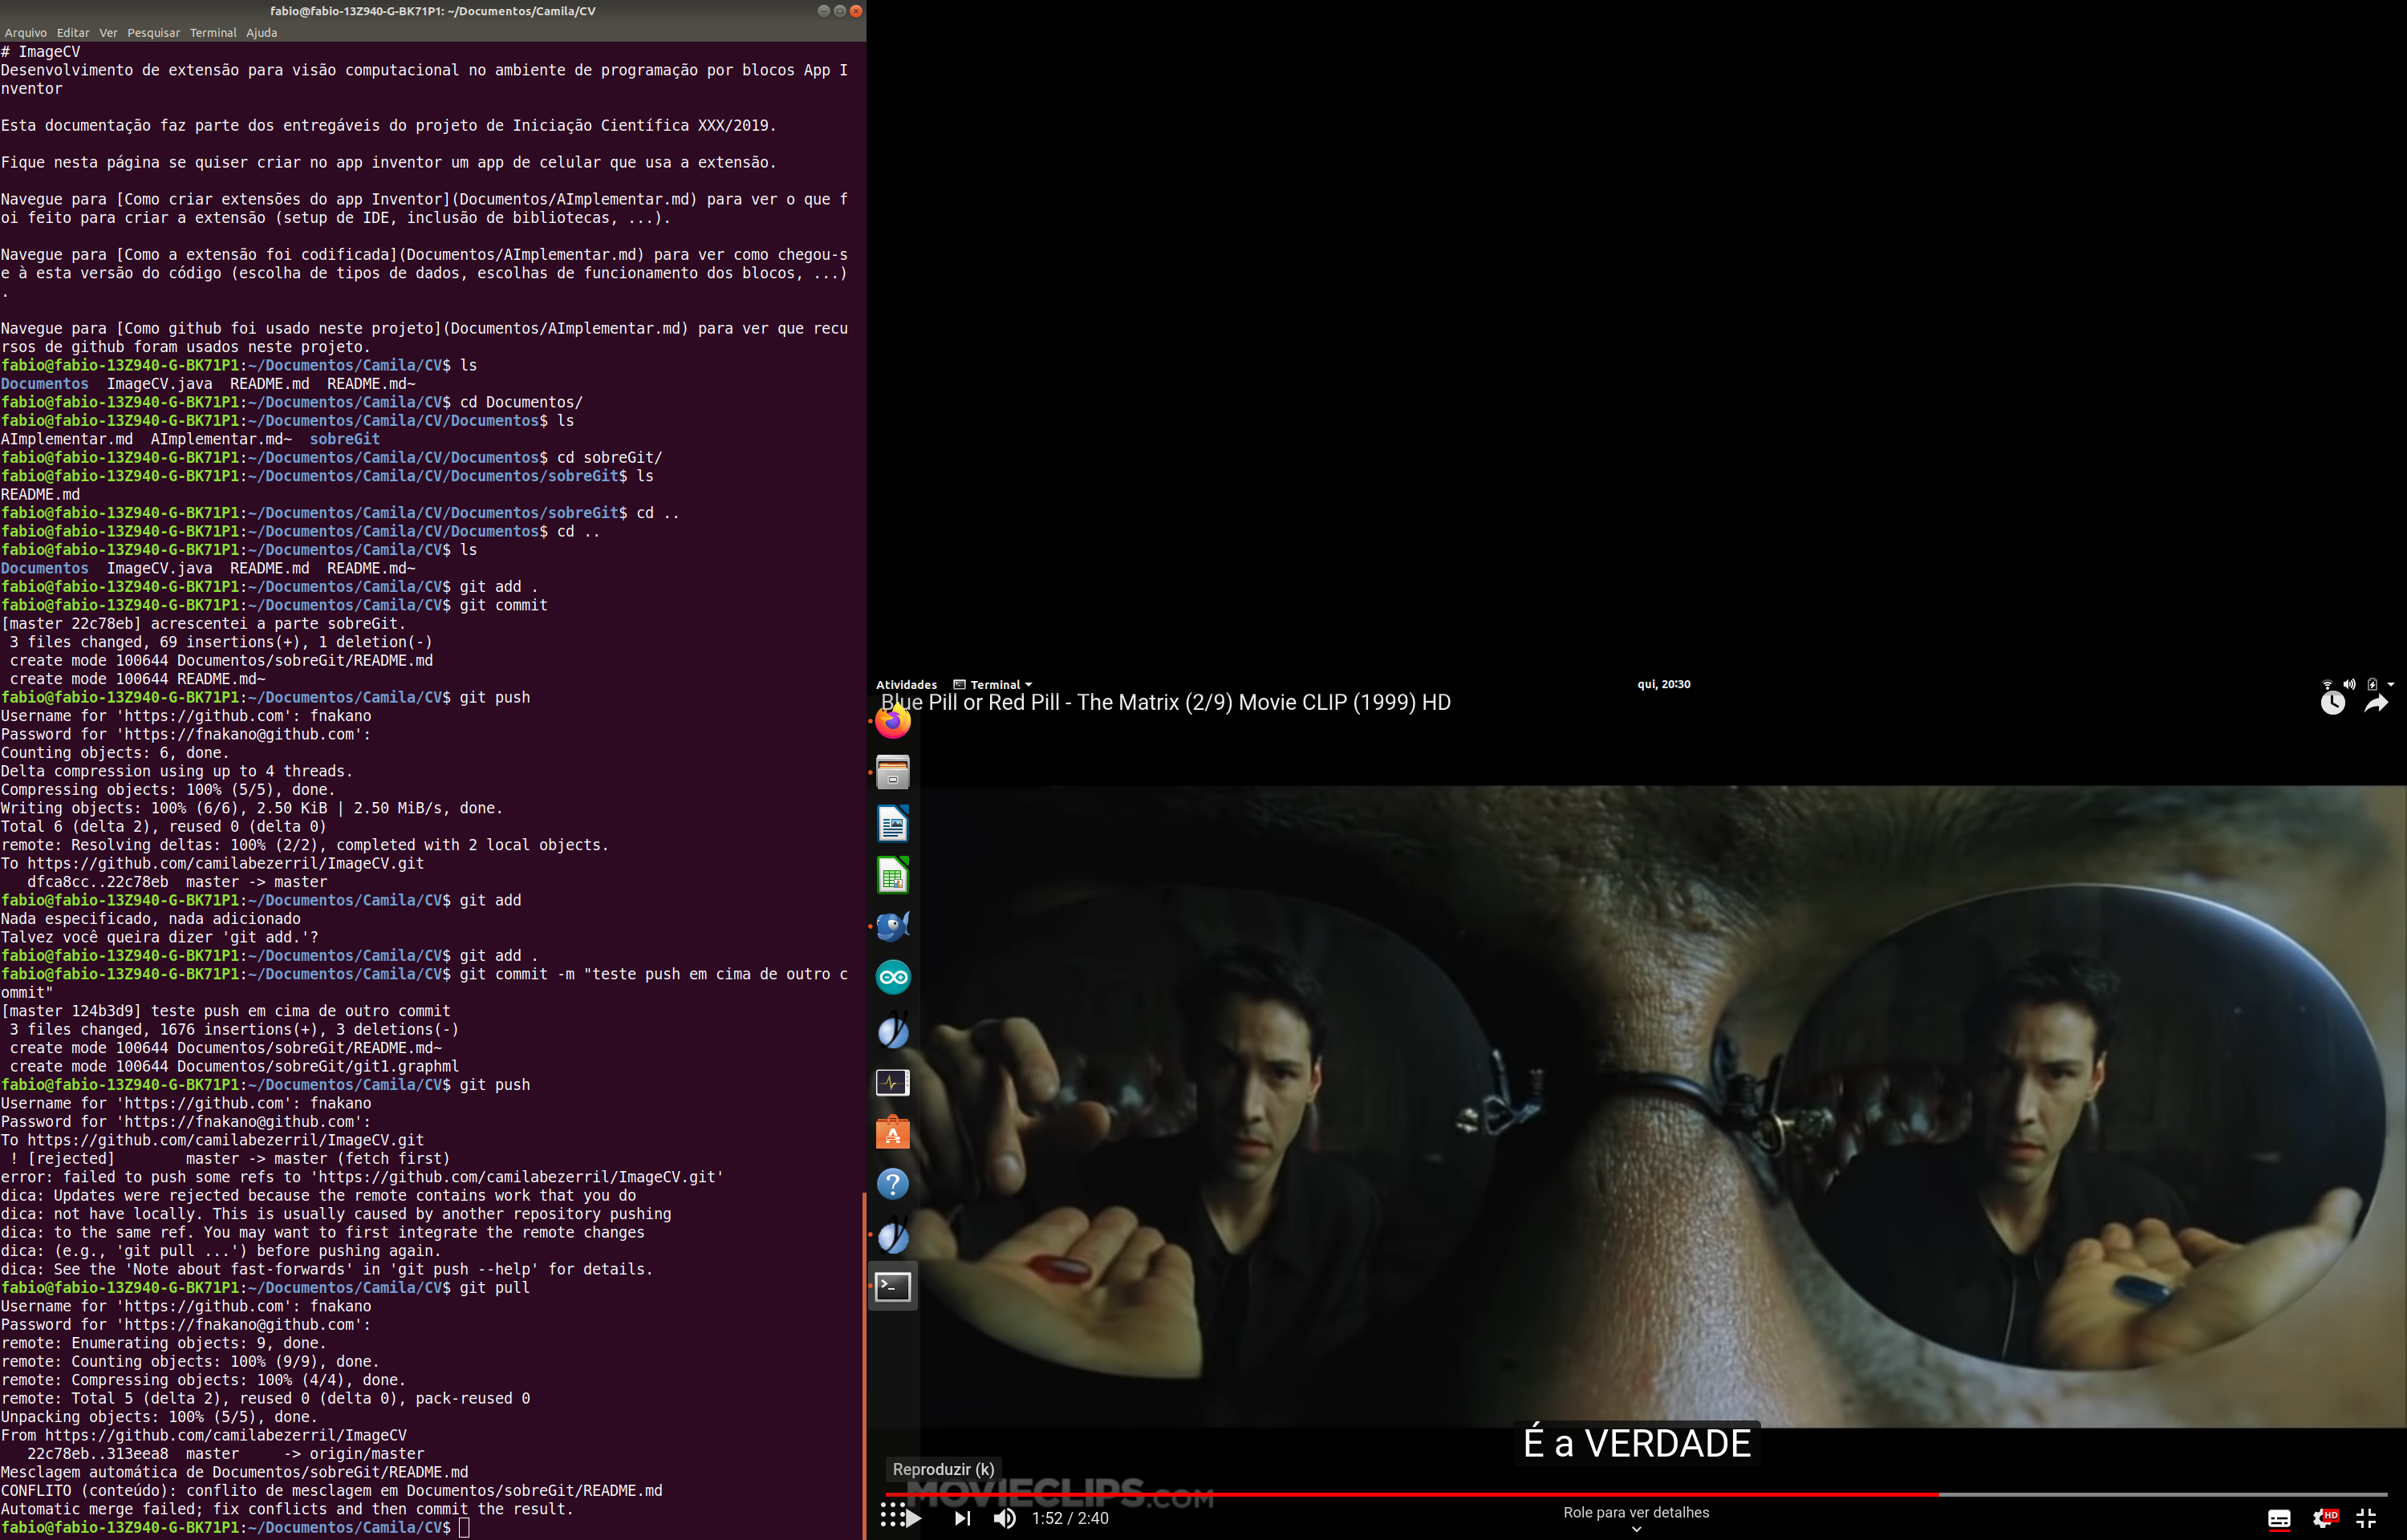 fabio@fabio-13Z940-G-BK71P1: ~/Documentos/Camila/CV
Arquivo Editar Ver Pesquisar Terminal Ajuda
# ImageCV
Desenvolvimento de extensão para visão computacional no ambiente de programação por blocos App I
nventor
Esta documentação faz parte dos entregáveis do projeto de Iniciação Científica XXX/2019.
Fique nesta página se quiser criar no app inventor um app de celular que usa a extensão.
Navegue para [Como criar extensões do app Inventor](Documentos/AImplementar.md) para ver o que f
oi feito para criar a extensão (setup de IDE, inclusão de bibliotecas, ...).
Navegue para [Como a extensão foi codificada](Documentos/AImplementar.md) para ver como chegou-s
e à esta versão do código (escolha de tipos de dados, escolhas de funcionamento dos blocos, ...)
.
Navegue para [Como github foi usado neste projeto](Documentos/AImplementar.md) para ver que recu
rsos de github foram usados neste projeto.
fabio@fabio-13Z940-G-BK71P1:~/Documentos/Camila/CV$ ls
Documentos  ImageCV.java  README.md  README.md~
fabio@fabio-13Z940-G-BK71P1:~/Documentos/Camila/CV$ cd Documentos/
fabio@fabio-13Z940-G-BK71P1:~/Documentos/Camila/CV/Documentos$ ls
AImplementar.md  AImplementar.md~  sobreGit
fabio@fabio-13Z940-G-BK71P1:~/Documentos/Camila/CV/Documentos$ cd sobreGit/
fabio@fabio-13Z940-G-BK71P1:~/Documentos/Camila/CV/Documentos/sobreGit$ ls
README.md
fabio@fabio-13Z940-G-BK71P1:~/Documentos/Camila/CV/Documentos/sobreGit$ cd ..
fabio@fabio-13Z940-G-BK71P1:~/Documentos/Camila/CV/Documentos$ cd ..
fabio@fabio-13Z940-G-BK71P1:~/Documentos/Camila/CV$ ls
Documentos  ImageCV.java  README.md  README.md~
fabio@fabio-13Z940-G-BK71P1:~/Documentos/Camila/CV$ git add .
fabio@fabio-13Z940-G-BK71P1:~/Documentos/Camila/CV$ git commit
[master 22c78eb] acrescentei a parte sobreGit.
 3 files changed, 69 insertions(+), 1 deletion(-)
 create mode 100644 Documentos/sobreGit/README.md
 create mode 100644 README.md~
fabio@fabio-13Z940-G-BK71P1:~/Documentos/Camila/CV$ git push
Username for 'https://github.com': fnakano
Password for 'https://fnakano@github.com':
Counting objects: 6, done.
Delta compression using up to 4 threads.
Compressing objects: 100% (5/5), done.
Writing objects: 100% (6/6), 2.50 KiB | 2.50 MiB/s, done.
Total 6 (delta 2), reused 0 (delta 0)
remote: Resolving deltas: 100% (2/2), completed with 2 local objects.
To https://github.com/camilabezerril/ImageCV.git
   dfca8cc..22c78eb  master -> master
fabio@fabio-13Z940-G-BK71P1:~/Documentos/Camila/CV$ git add
Nada especificado, nada adicionado
Talvez você queira dizer 'git add.'?
fabio@fabio-13Z940-G-BK71P1:~/Documentos/Camila/CV$ git add .
fabio@fabio-13Z940-G-BK71P1:~/Documentos/Camila/CV$ git commit -m "teste push em cima de outro c
ommit"
[master 124b3d9] teste push em cima de outro commit
 3 files changed, 1676 insertions(+), 3 deletions(-)
 create mode 100644 Documentos/sobreGit/README.md~
 create mode 100644 Documentos/sobreGit/git1.graphml
fabio@fabio-13Z940-G-BK71P1:~/Documentos/Camila/CV$ git push
Username for 'https://github.com': fnakano
Password for 'https://fnakano@github.com':
To https://github.com/camilabezerril/ImageCV.git
 ! [rejected]        master -> master (fetch first)
error: failed to push some refs to 'https://github.com/camilabezerril/ImageCV.git'
dica: Updates were rejected because the remote contains work that you do
dica: not have locally. This is usually caused by another repository pushing
dica: to the same ref. You may want to first integrate the remote changes
dica: (e.g., 'git pull ...') before pushing again.
dica: See the 'Note about fast-forwards' in 'git push --help' for details.
fabio@fabio-13Z940-G-BK71P1:~/Documentos/Camila/CV$ git pull
Username for 'https://github.com': fnakano
Password for 'https://fnakano@github.com':
remote: Enumerating objects: 9, done.
remote: Counting objects: 100% (9/9), done.
remote: Compressing objects: 100% (4/4), done.
remote: Total 5 (delta 2), reused 0 (delta 0), pack-reused 0
Unpacking objects: 100% (5/5), done.
From https://github.com/camilabezerril/ImageCV
   22c78eb..313eea8  master     -> origin/master
Mesclagem automática de Documentos/sobreGit/README.md
CONFLITO (conteúdo): conflito de mesclagem em Documentos/sobreGit/README.md
Automatic merge failed; fix conflicts and then commit the result.
fabio@fabio-13Z940-G-BK71P1:~/Documentos/Camila/CV$
Atividades Terminal qui, 20:30
Blue Pill or Red Pill - The Matrix (2/9) Movie CLIP (1999) HD
É a VERDADE
Reproduzir (k)
MOVIECLIPS.COM
1:52 / 2:40
Role para ver detalhes
HD